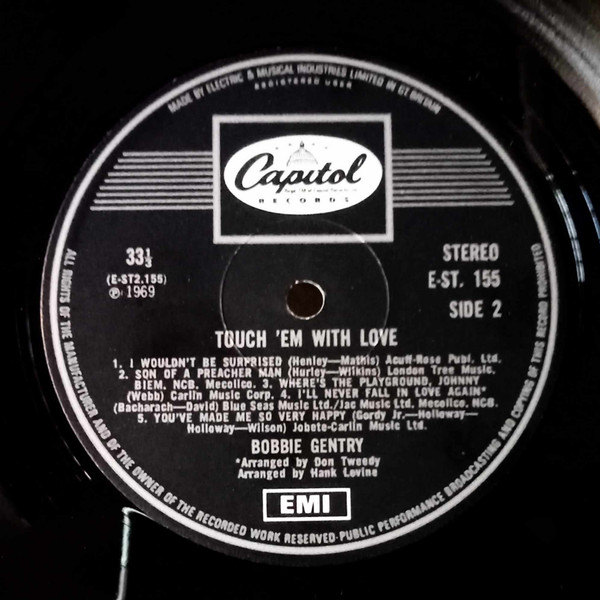 MADE BY ELECTRIC & MUSICAL INDUSTRIES LIMITED IN GT. BRITAIN
REGISTERED USER
Capitol
RECORDS
33⅓
(E-ST2.155)
℗ 1969
STEREO
E-ST. 155
SIDE 2
TOUCH 'EM WITH LOVE
1. I WOULDN'T BE SURPRISED (Henley—Mathis) Acuff-Rose Publ. Ltd.
2. SON OF A PREACHER MAN (Hurley—Wilkins) London Tree Music.
BIEM. NCB. Mecolico. 3. WHERE'S THE PLAYGROUND, JOHNNY
(Webb) Carlin Music Corp. 4. I'LL NEVER FALL IN LOVE AGAIN*
(Bacharach—David) Blue Seas Music Ltd./Jac Music Ltd. Mecolico. NCB.
5. YOU'VE MADE ME SO VERY HAPPY (Gordy Jr.—Holloway—
Holloway—Wilson) Jobete-Carlin Music Ltd.
BOBBIE GENTRY
*Arranged by Don Tweedy
Arranged by Hank Levine
EMI
ALL RIGHTS OF THE MANUFACTURER AND OF THE OWNER OF THE RECORDED WORK RESERVED·PUBLIC PERFORMANCE BROADCASTING AND COPYING OF THIS RECORD PROHIBITED